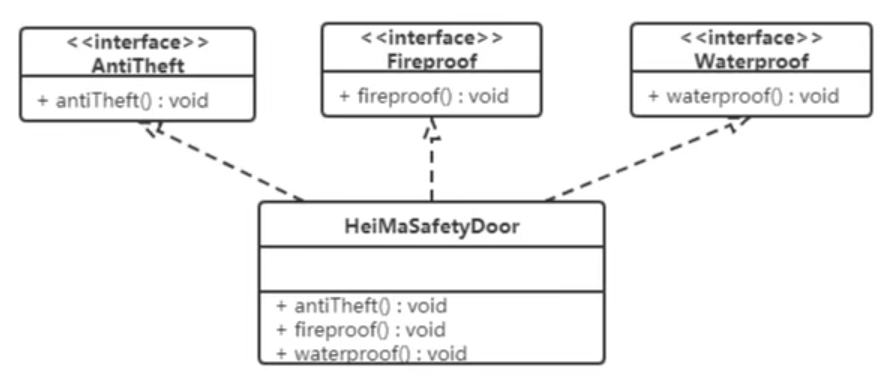 <<interface>>
AntiTheft
+ antiTheft() : void
<<interface>>
Fireproof
+ fireproof() : void
<<interface>>
Waterproof
+ waterproof() : void
HeiMaSafetyDoor
+ antiTheft() : void
+ fireproof() : void
+ waterproof() : void